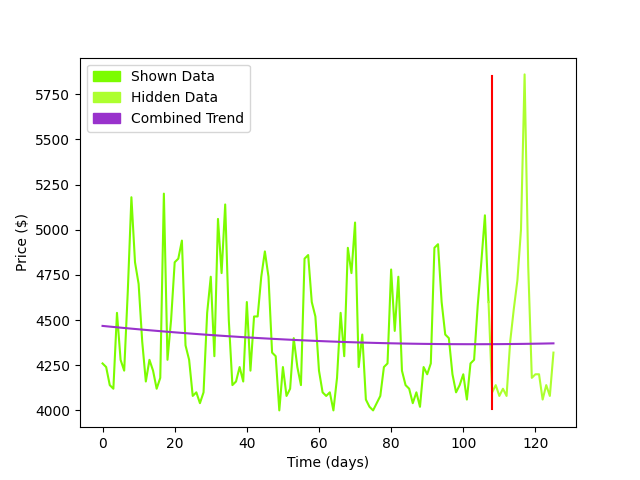 Shown Data
Hidden Data
Combined Trend
5750
5500
5250
5000
4750
4500
4250
4000
Price ($)
0 20 40 60 80 100 120
Time (days)